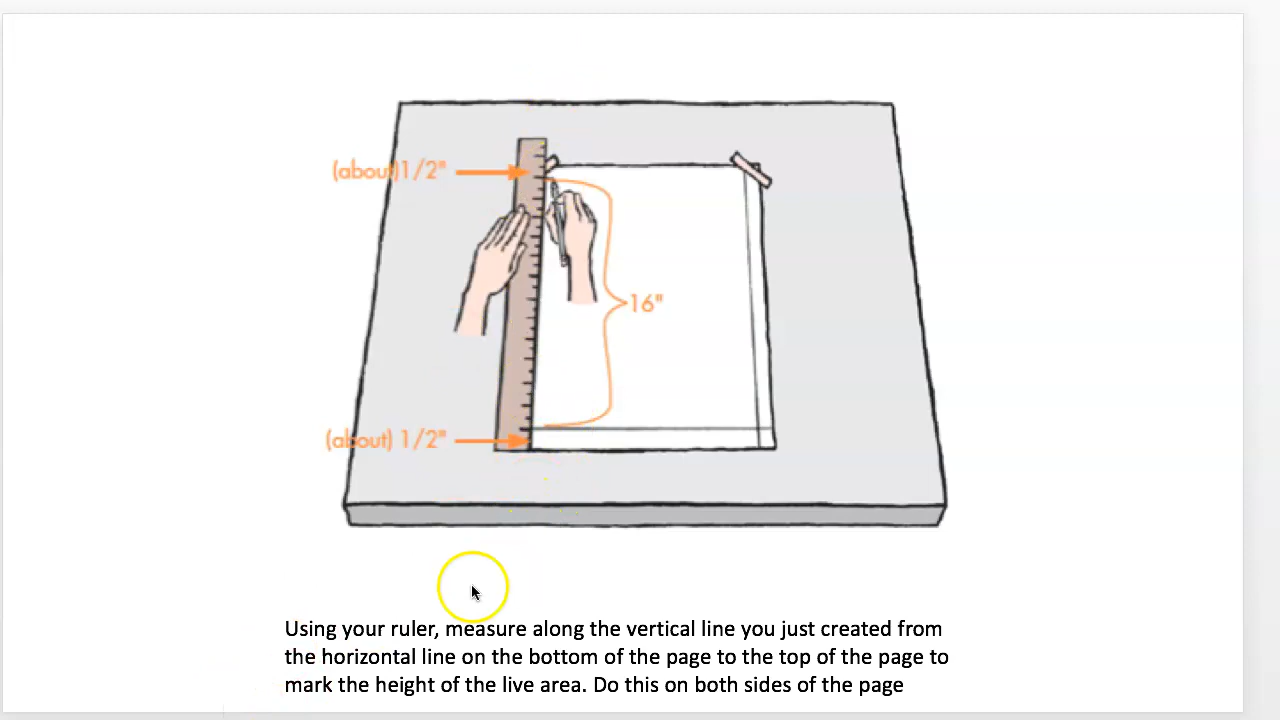 (about)1/2"
16"
(about) 1/2"
Using your ruler, measure along the vertical line you just created from
the horizontal line on the bottom of the page to the top of the page to
mark the height of the live area. Do this on both sides of the page